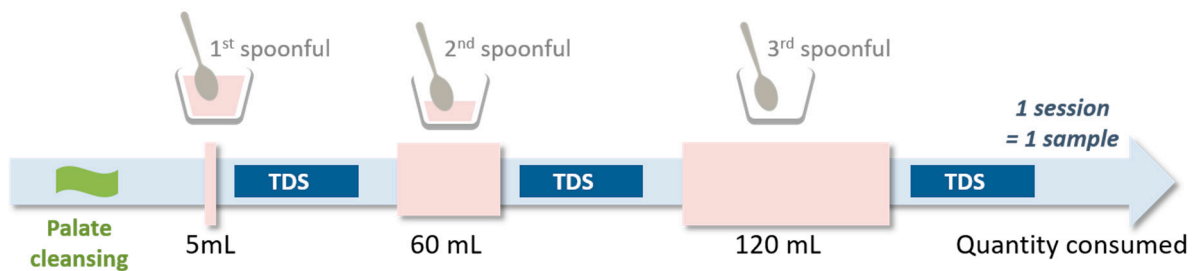 1st spoonful
2nd spoonful
3rd spoonful
1 session
= 1 sample
TDS
TDS
TDS
Palate
cleansing
5mL
60 mL
120 mL
Quantity consumed